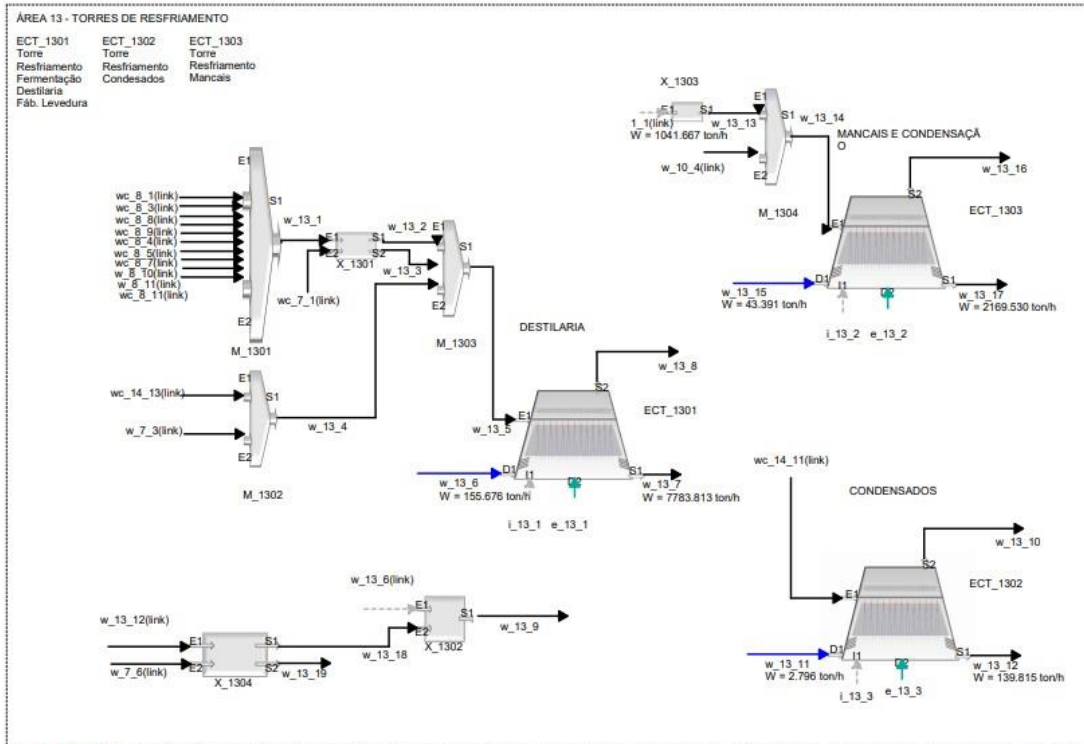 ÁREA 13 - TORRES DE RESFRIAMENTO
ECT_1301
Torre
Resfriamento
Fermentação
Destilaria
Fáb. Levedura
ECT_1302
Torre
Resfriamento
Condesados
ECT_1303
Torre
Resfriamento
Mancais
X_1303
E1
S1
1_1(link)
W = 1041.667 ton/h
w_13_13
E1
w_13_14
w_10_4(link)
E2
M_1304
MANCAIS E CONDENSAÇÃ
O
w_13_16
S2
ECT_1303
E1
w_13_15
W = 43.391 ton/h
D1
I1
D2
S1
w_13_17
W = 2169.530 ton/h
i_13_2
e_13_2
E1
wc_8_1(link)
wc_8_3(link)
wc_8_8(link)
wc_8_9(link)
wc_8_4(link)
wc_8_5(link)
wc_8_7(link)
w_8_10(link)
w_8_11(link)
wc_8_11(link)
S1
w_13_1
E2
M_1301
E1
S1
E2
S2
X_1301
wc_7_1(link)
w_13_2
w_13_3
E1
S1
E2
M_1303
wc_14_13(link)
w_7_3(link)
E1
S1
E2
w_13_4
M_1302
DESTILARIA
w_13_8
S2
ECT_1301
E1
w_13_5
w_13_6
W = 155.676 ton/h
D1
I1
D2
S1
w_13_7
W = 7783.813 ton/h
i_13_1
e_13_1
wc_14_11(link)
CONDENSADOS
w_13_10
S2
ECT_1302
E1
w_13_11
W = 2.796 ton/h
D1
I1
D2
S1
w_13_12
W = 139.815 ton/h
i_13_3
e_13_3
w_13_6(link)
E1
S1
E2
X_1302
w_13_9
w_13_12(link)
w_7_6(link)
E1
S1
E2
S2
X_1304
w_13_18
w_13_19